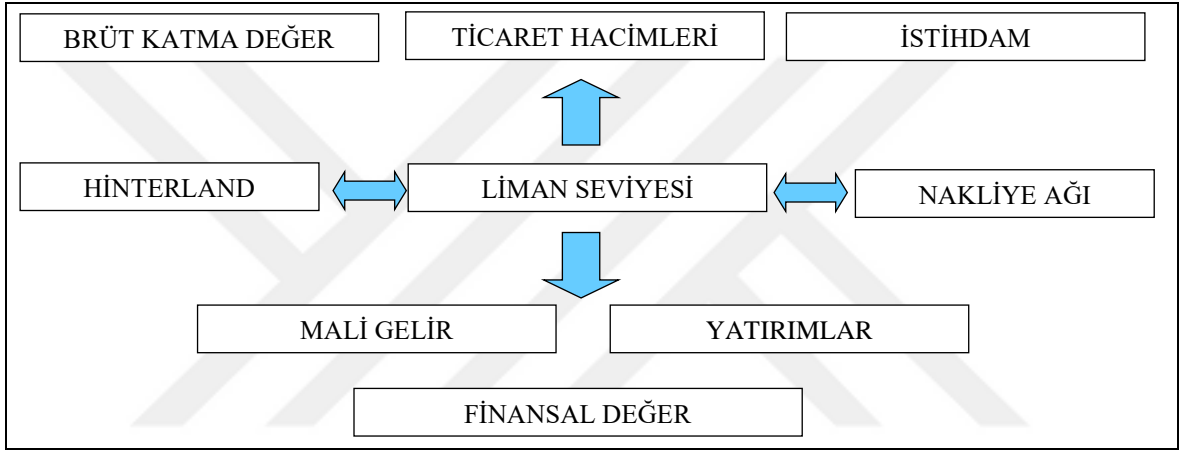 BRÜT KATMA DEĞER
TİCARET HACİMLERİ
İSTİHDAM
HİNTERLAND
LİMAN SEVİYESİ
NAKLİYE AĞI
MALİ GELİR
YATIRIMLAR
FİNANSAL DEĞER